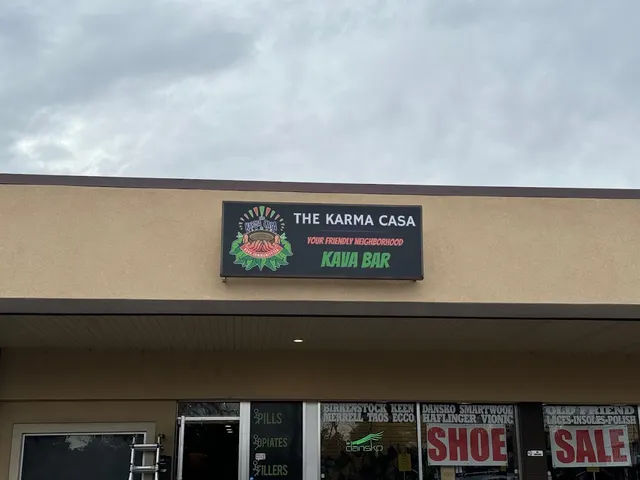 THE KARMA CASA
YOUR FRIENDLY NEIGHBORHOOD
KAVA BAR
PILLS
OPIATES
FILLERS
BIRKENSTOCK KEEN
MERRELL TAOS ECCO
dansko
DANSKO SMARTWOOL
HAFLINGER VIONIC
SHOE
OLD FRIEND
LACES-INSOLES-POLISH
SALE